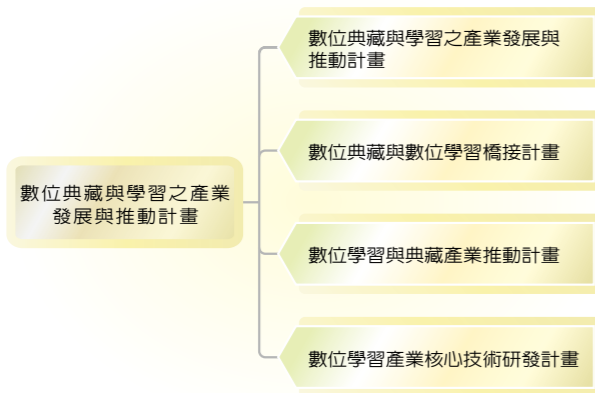 數位典藏與學習之產業
發展與推動計畫
數位典藏與學習之產業發展與
推動計畫
數位典藏與數位學習橋接計畫
數位學習與典藏產業推動計畫
數位學習產業核心技術研發計畫